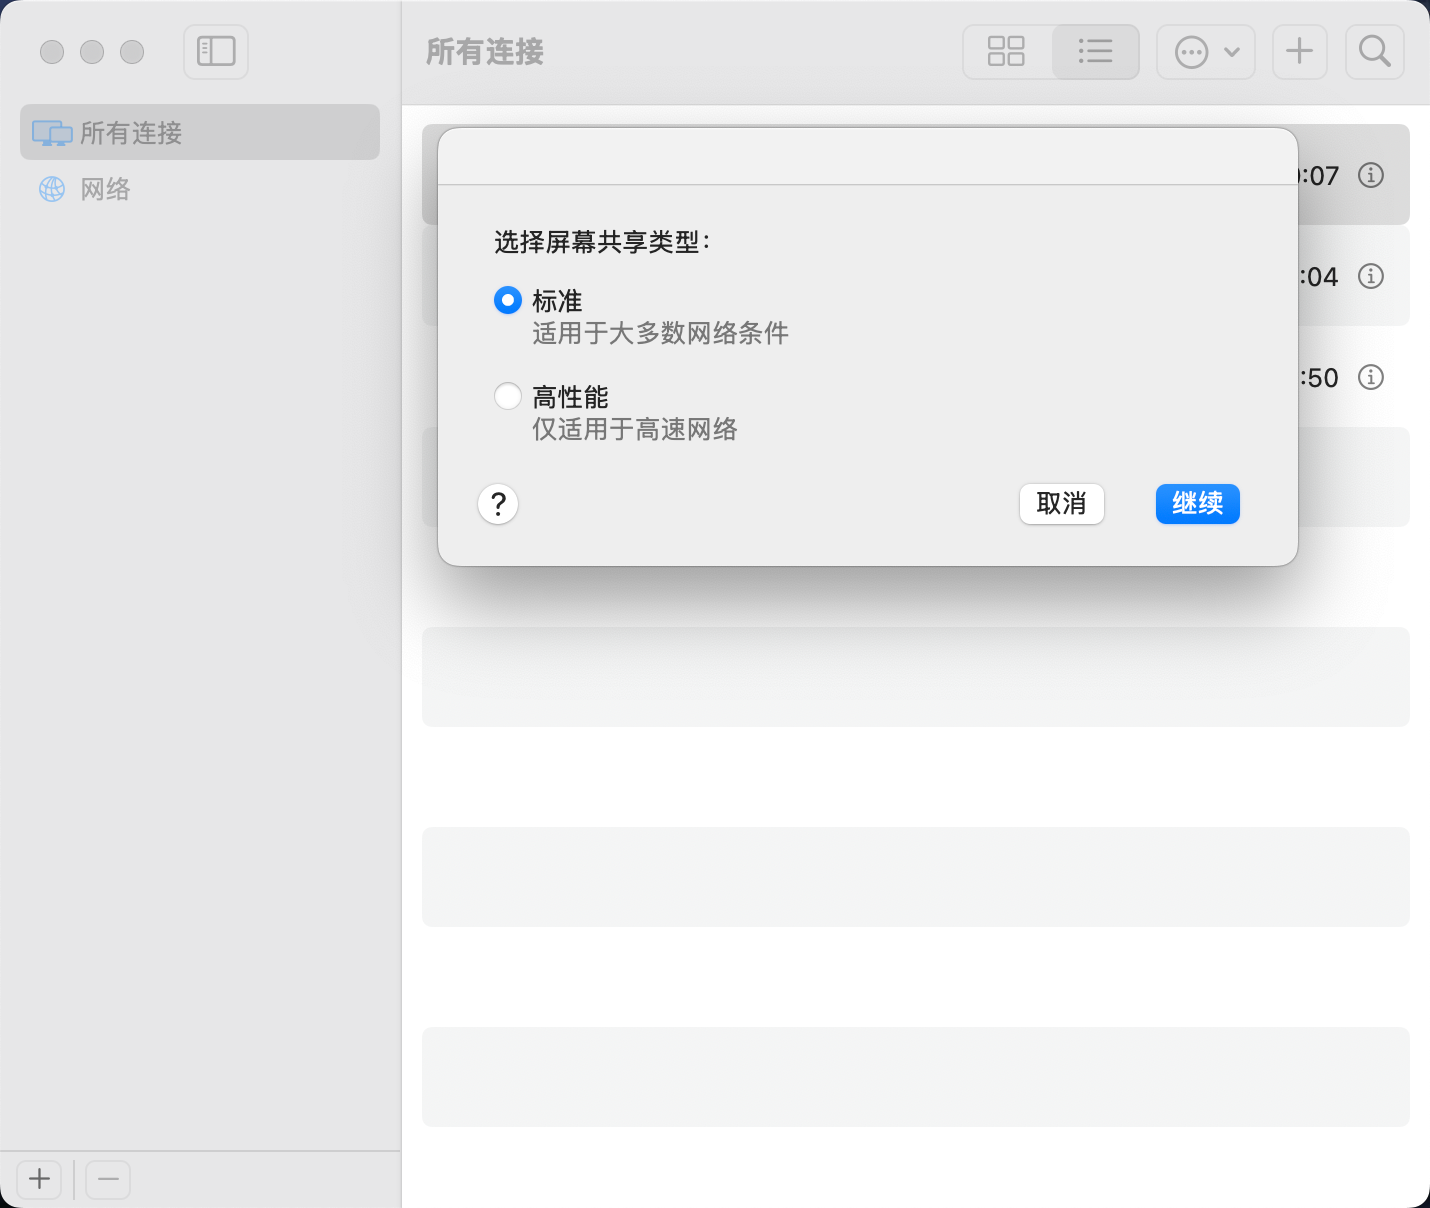 所有连接
所有连接
网络
:07
:04
:50
选择屏幕共享类型：
标准
适用于大多数网络条件
高性能
仅适用于高速网络
?
取消
继续